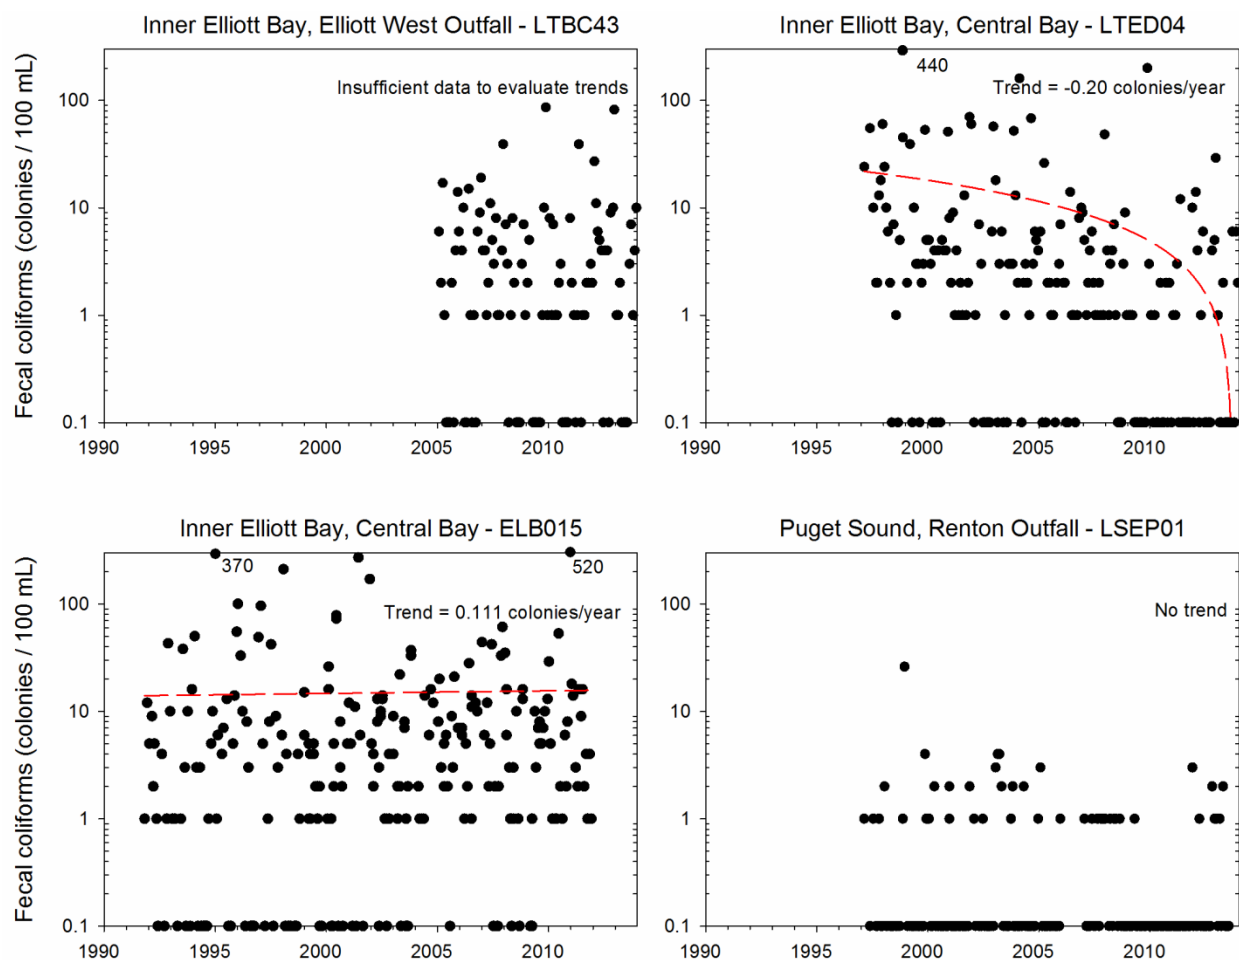 Inner Elliott Bay, Elliott West Outfall - LTBC43
Insufficient data to evaluate trends
Fecal coliforms (colonies / 100 mL)
100
10
1
0.1
1990 1995 2000 2005 2010
Inner Elliott Bay, Central Bay - LTED04
440
Trend = -0.20 colonies/year
100
10
1
0.1
1990 1995 2000 2005 2010
Inner Elliott Bay, Central Bay - ELB015
370
520
Trend = 0.111 colonies/year
Fecal coliforms (colonies / 100 mL)
100
10
1
0.1
1990 1995 2000 2005 2010
Puget Sound, Renton Outfall - LSEP01
No trend
100
10
1
0.1
1990 1995 2000 2005 2010